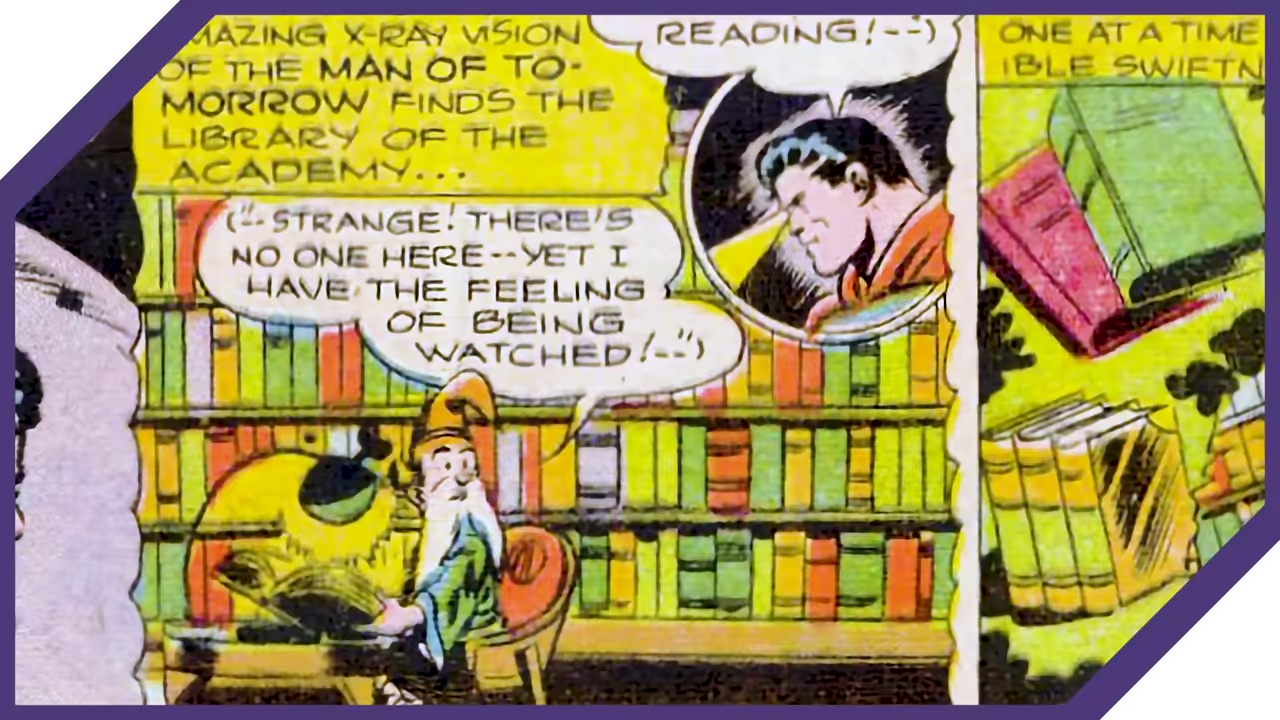 MAZING X-RAY VISION
OF THE MAN OF TO-
MORROW FINDS THE
LIBRARY OF THE
ACADEMY...
READING!--")
("-STRANGE! THERE'S
NO ONE HERE--YET I
HAVE THE FEELING
OF BEING
WATCHED!--")
ONE AT A TIME
IBLE SWIFTN